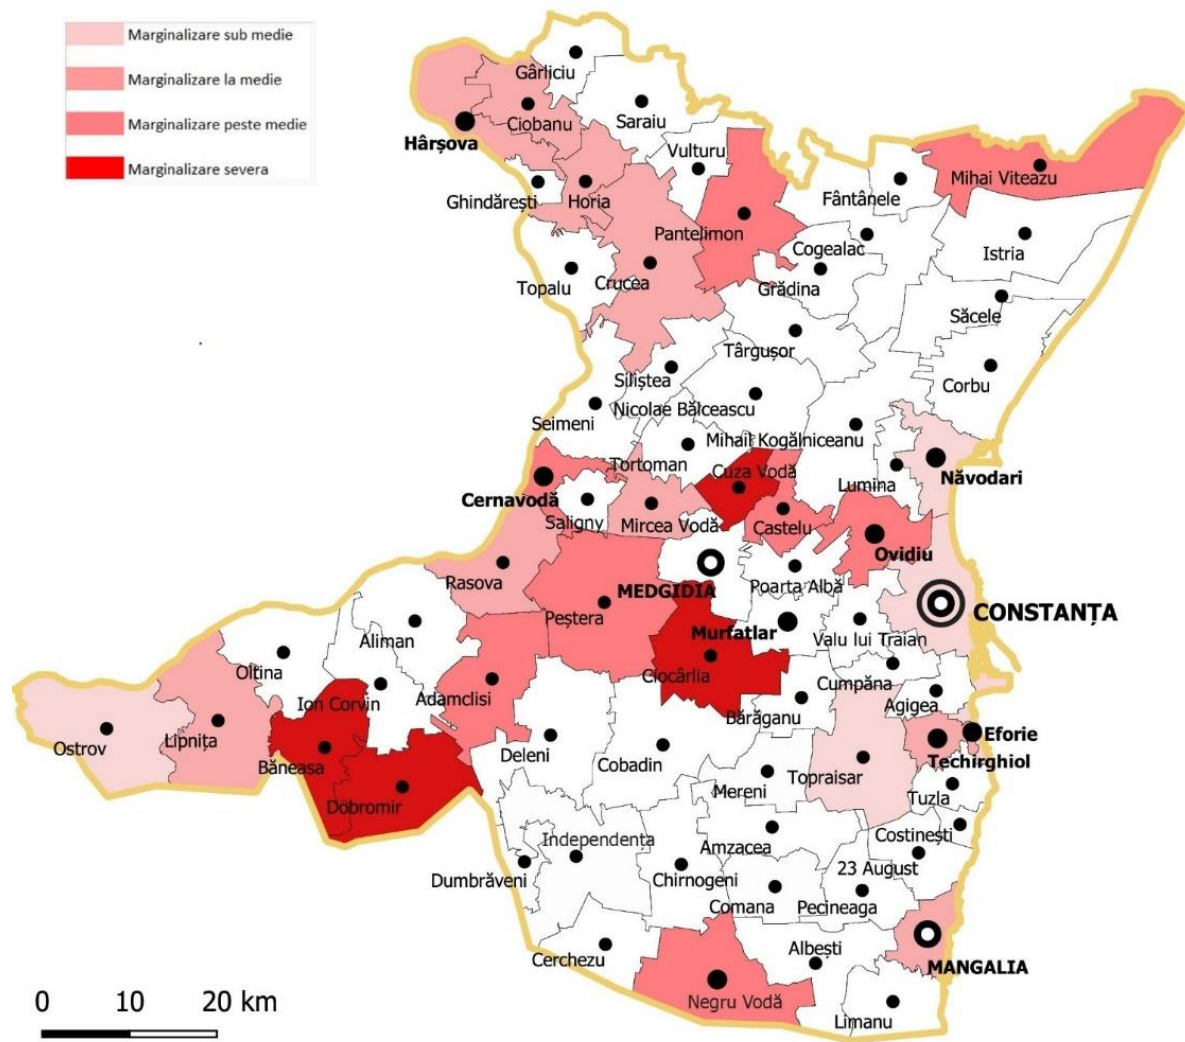 Marginalizare sub medie
Marginalizare la medie
Marginalizare peste medie
Marginalizare severa
Gârliciu
Ciobanu
Saraiu
Hârșova
Vulturu
Mihai Viteazu
Ghindărești
Horia
Fântânele
Pantelimon
Cogealac
Istria
Topalu
Crucea
Grădina
Săcele
Târgușor
Siliștea
Corbu
Nicolae Bălcescu
Seimeni
Mihail Kogălniceanu
Tortoman
Cuza Vodă
Lumina
Năvodari
Cernavodă
Saligny
Mircea Vodă
Castelu
Ovidiu
Rasova
MEDGIDIA
Poarta Albă
CONSTANȚA
Peștera
Murfatlar
Valu lui Traian
Aliman
Oltina
Ciocârlia
Cumpăna
Ion Corvin
Adamclisi
Agigea
Bărăganu
Ostrov
Lipnița
Eforie
Băneasa
Deleni
Cobadin
Techirghiol
Topraisar
Mereni
Tuzla
Dobromir
Costinești
Independența
Amzacea
23 August
Dumbrăveni
Chirnogeni
Comana
Pecineaga
Albești
Cerchezu
MANGALIA
Negru Vodă
Limanu
0 10 20 km